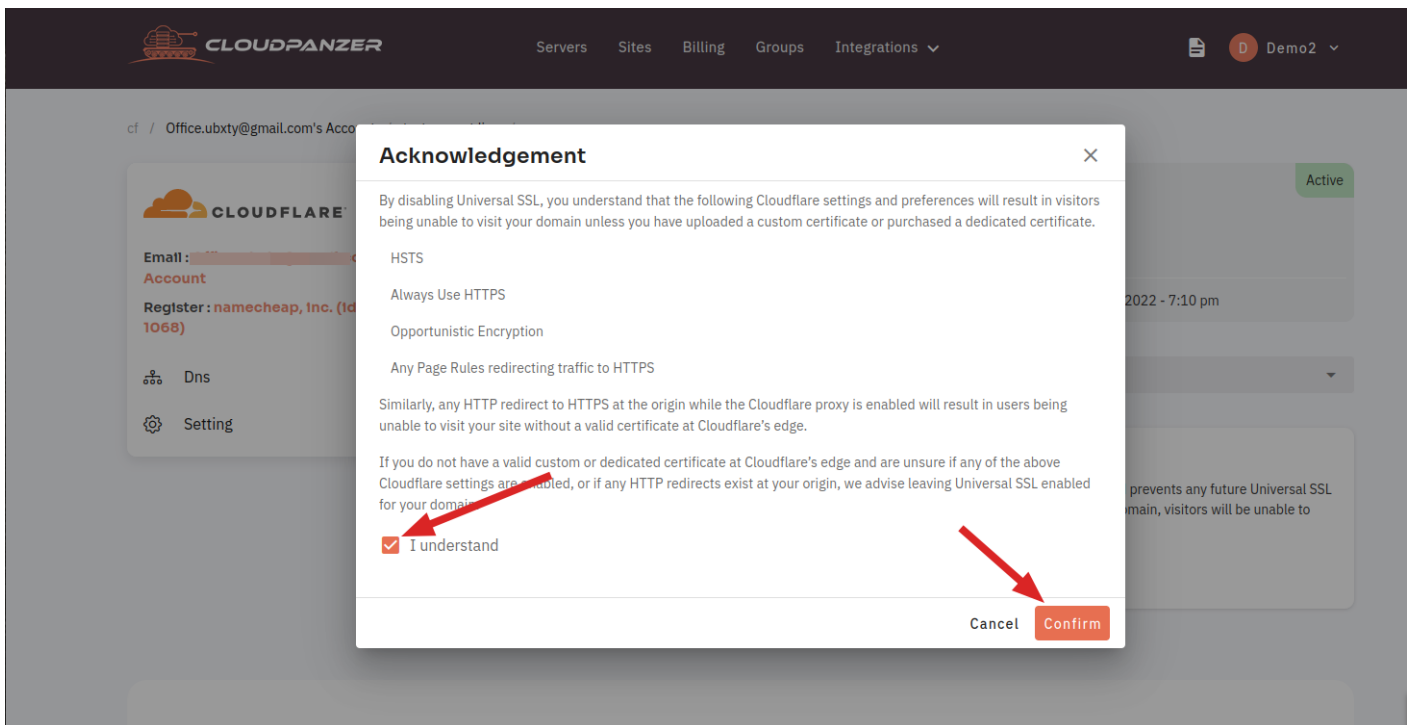 CLOUDPANZER
Servers Sites Billing Groups Integrations
D Demo2
cf / Office.ubxty@gmail.com's Acco
CLOUDFLARE
Email :
Account
Register : namecheap, Inc. (id
1068)
Dns
Setting
Active
2022 - 7:10 pm
prevents any future Universal SSL
omain, visitors will be unable to
Acknowledgement
By disabling Universal SSL, you understand that the following Cloudflare settings and preferences will result in visitors
being unable to visit your domain unless you have uploaded a custom certificate or purchased a dedicated certificate.
HSTS
Always Use HTTPS
Opportunistic Encryption
Any Page Rules redirecting traffic to HTTPS
Similarly, any HTTP redirect to HTTPS at the origin while the Cloudflare proxy is enabled will result in users being
unable to visit your site without a valid certificate at Cloudflare's edge.
If you do not have a valid custom or dedicated certificate at Cloudflare's edge and are unsure if any of the above
Cloudflare settings are enabled, or if any HTTP redirects exist at your origin, we advise leaving Universal SSL enabled
for your domain
I understand
Cancel Confirm